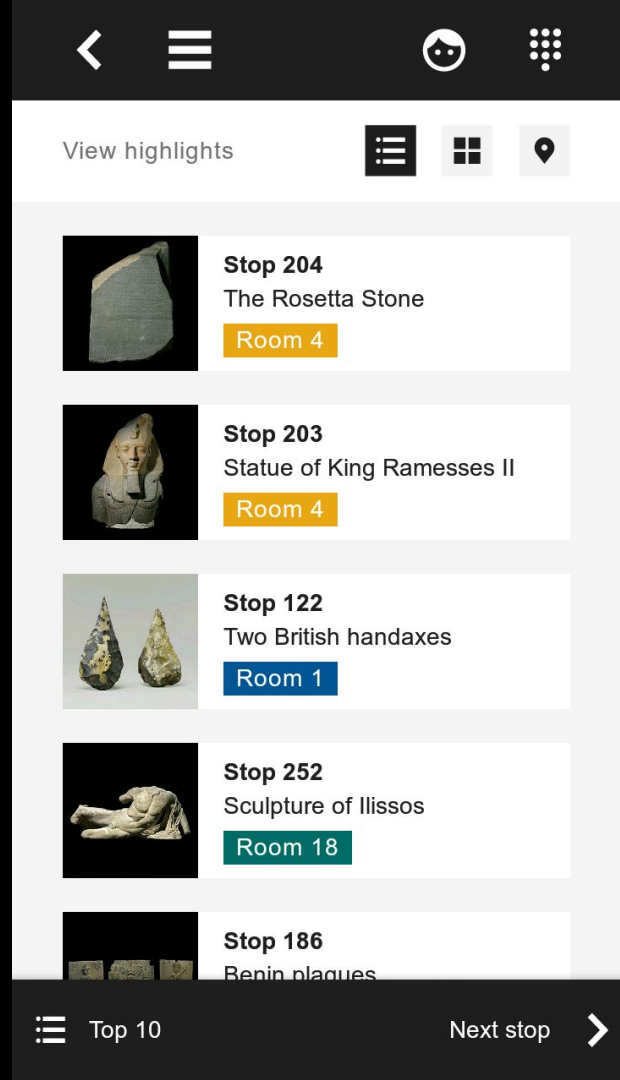 View highlights
Stop 204
The Rosetta Stone
Room 4
Stop 203
Statue of King Ramesses II
Room 4
Stop 122
Two British handaxes
Room 1
Stop 252
Sculpture of Ilissos
Room 18
Stop 186
Benin plaques
Top 10
Next stop